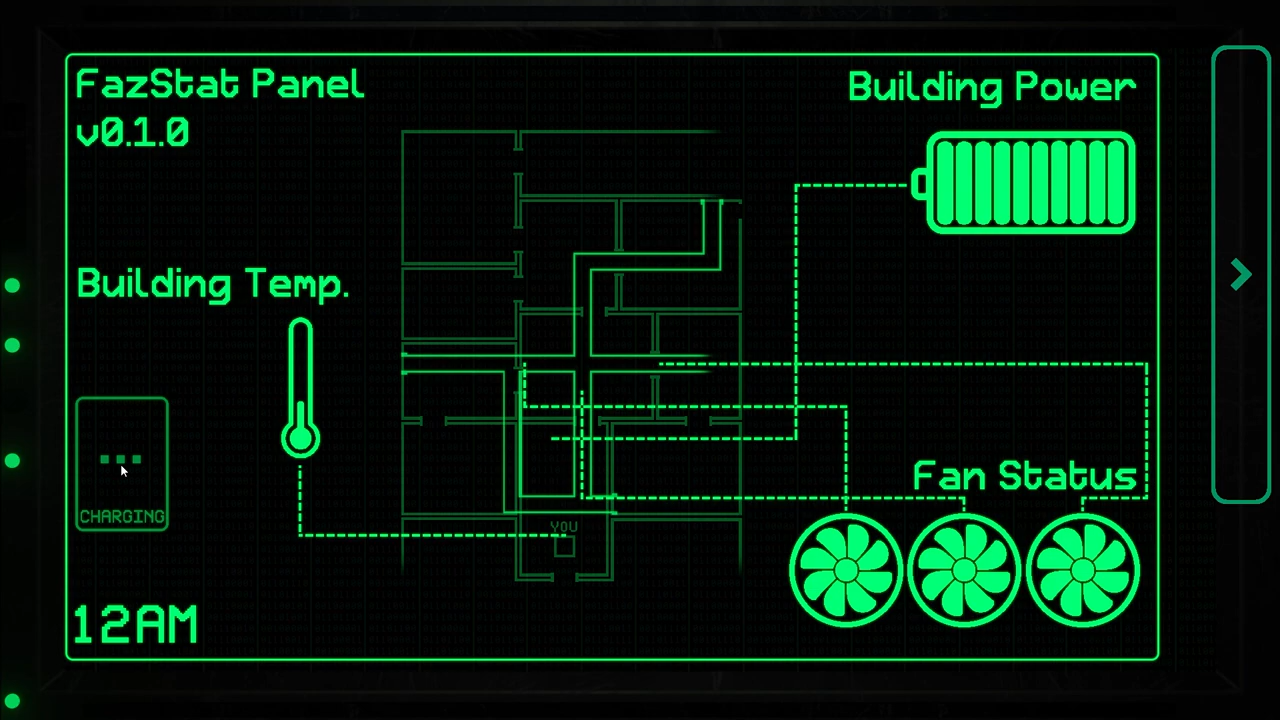 FazStat Panel
v0.1.0
Building Power
Building Temp.
CHARGING
Fan Status
YOU
12AM